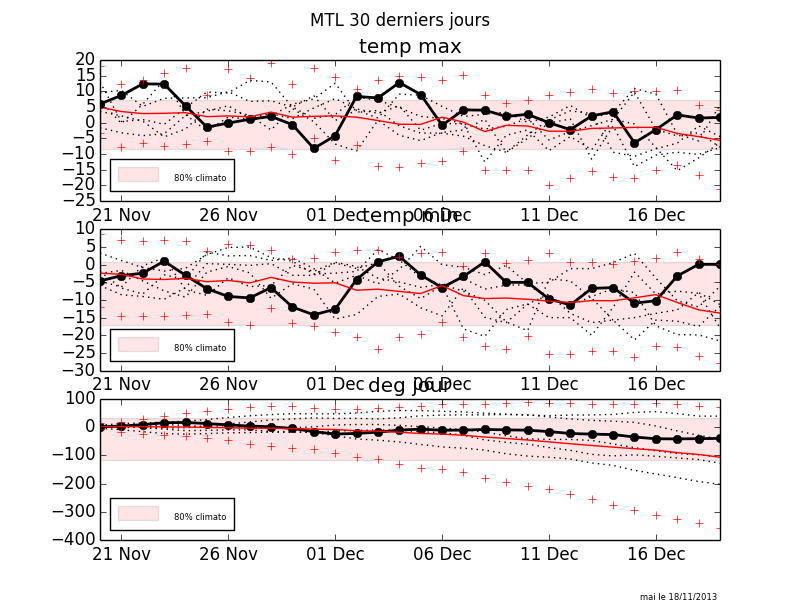 MTL 30 derniers jours
temp max
20
15
10
5
0
−5
−10
−15
−20
−25
80% climato
21 Nov 26 Nov 01 Dec 06 Dec 11 Dec 16 Dec
temp min
10
5
0
−5
−10
−15
−20
−25
−30
80% climato
21 Nov 26 Nov 01 Dec 06 Dec 11 Dec 16 Dec
deg jour
100
0
−100
−200
−300
−400
80% climato
21 Nov 26 Nov 01 Dec 06 Dec 11 Dec 16 Dec
mai le 18/11/2013